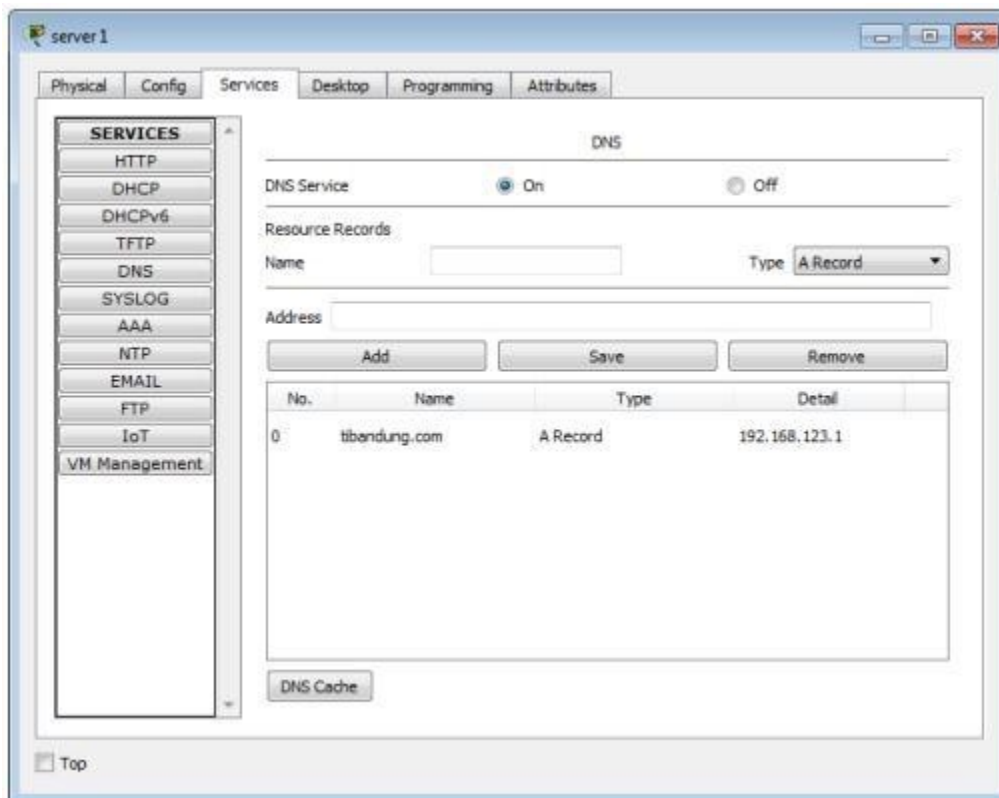 server1
Physical Config Services Desktop Programming Attributes
SERVICES
HTTP
DHCP
DHCPv6
TFTP
DNS
SYSLOG
AAA
NTP
EMAIL
FTP
IoT
VM Management
DNS
DNS Service On Off
Resource Records
Name Type A Record
Address
Add Save Remove
No. Name Type Detail
0 tibandung.com A Record 192.168.123.1
DNS Cache
Top